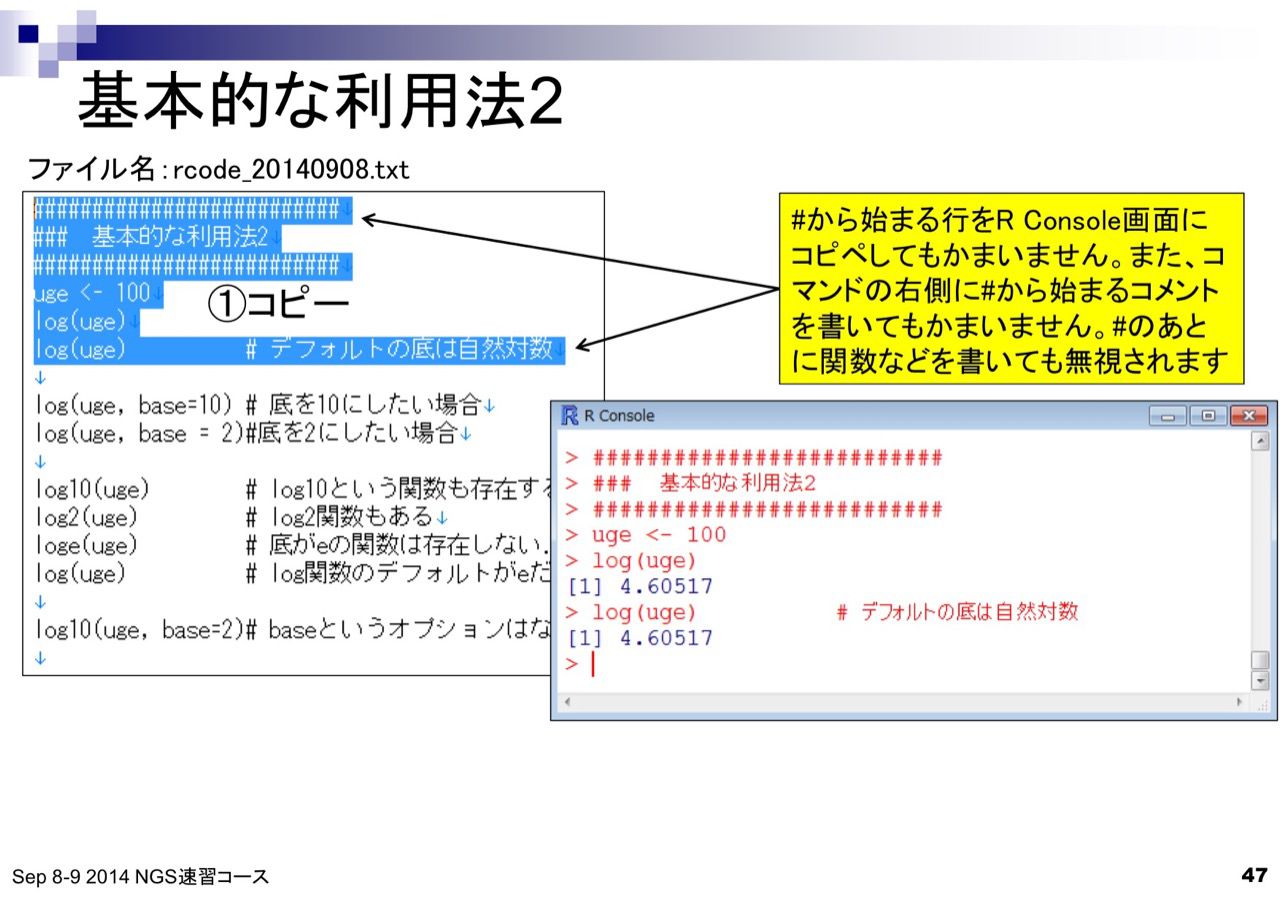 基本的な利用法2
ファイル名:rcode_20140908.txt
##########################↓
### 基本的な利用法2↓
##########################↓
uge <- 100↓
log(uge)↓
log(uge) # デフォルトの底は自然対数↓
↓
log(uge, base=10) # 底を10にしたい場合↓
log(uge, base = 2)#底を2にしたい場合↓
↓
log10(uge) # log10という関数も存在する
log2(uge) # log2関数もある↓
loge(uge) # 底がeの関数は存在しない.
log(uge) # log関数のデフォルトがeだ
↓
log10(uge, base=2)# baseというオプションはな
↓
①コピー
#から始まる行をR Console画面に
コピペしてもかまいません。また、コ
マンドの右側に#から始まるコメント
を書いてもかまいません。#のあと
に関数などを書いても無視されます
R Console
> ##########################
> ### 基本的な利用法2
> ##########################
> uge <- 100
> log(uge)
[1] 4.60517
> log(uge) # デフォルトの底は自然対数
[1] 4.60517
>
Sep 8-9 2014 NGS速習コース
47